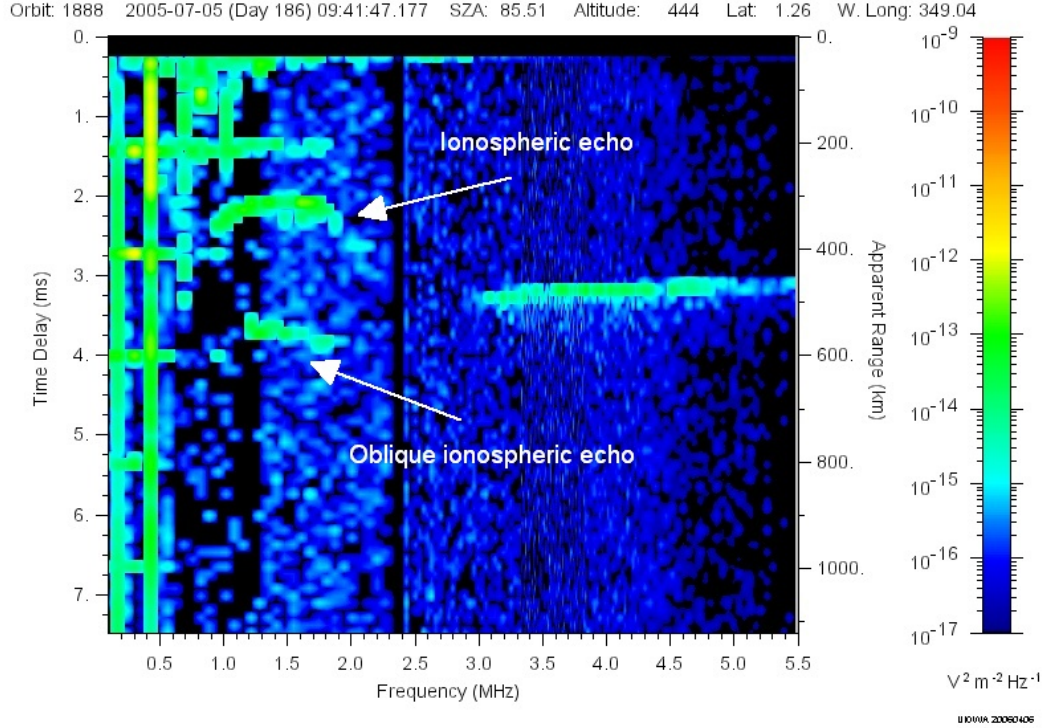 Orbit: 1888 2005-07-05 (Day 186) 09:41:47.177 SZA: 85.51 Altitude: 444 Lat: 1.26 W. Long: 349.04
0.
1.
2.
3.
4.
5.
6.
7.
Time Delay (ms)
Ionospheric echo
Oblique ionospheric echo
0.5 1.0 1.5 2.0 2.5 3.0 3.5 4.0 4.5 5.0 5.5
Frequency (MHz)
0.
200.
400.
600.
800.
1000.
Apparent Range (km)
10⁻⁹
10⁻¹⁰
10⁻¹¹
10⁻¹²
10⁻¹³
10⁻¹⁴
10⁻¹⁵
10⁻¹⁶
10⁻¹⁷
V² m⁻² Hz⁻¹